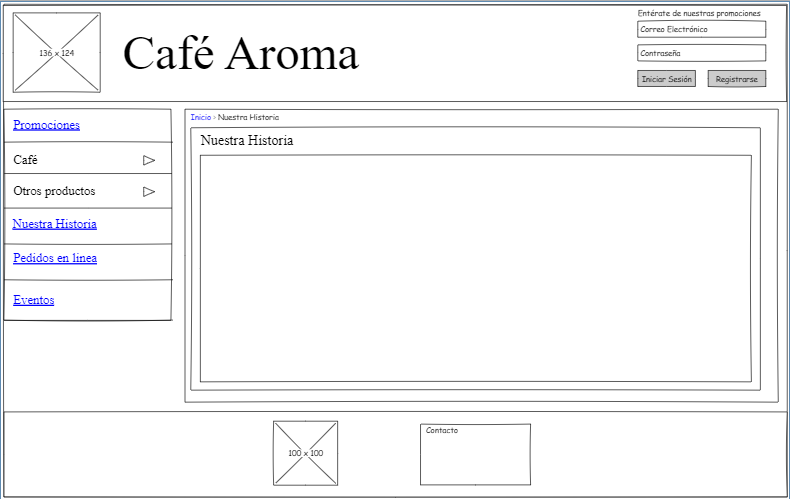 136 x 124
Café Aroma
Entérate de nuestras promociones
Correo Electrónico
Contraseña
Iniciar Sesión
Registrarse
Promociones
Café
Otros productos
Nuestra Historia
Pedidos en línea
Eventos
Inicio > Nuestra Historia
Nuestra Historia
100 x 100
Contacto